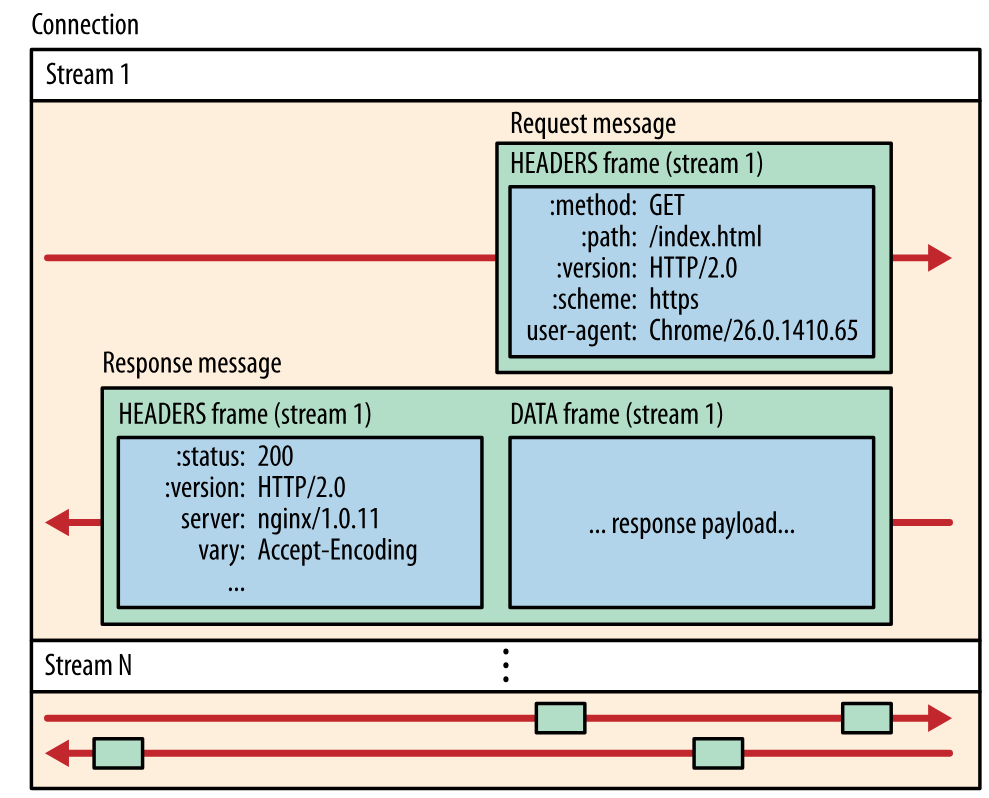 Connection
Stream 1
Request message
HEADERS frame (stream 1)
:method: GET
:path: /index.html
:version: HTTP/2.0
:scheme: https
user-agent: Chrome/26.0.1410.65
Response message
HEADERS frame (stream 1)
:status: 200
:version: HTTP/2.0
server: nginx/1.0.11
vary: Accept-Encoding
...
DATA frame (stream 1)
... response payload...
Stream N